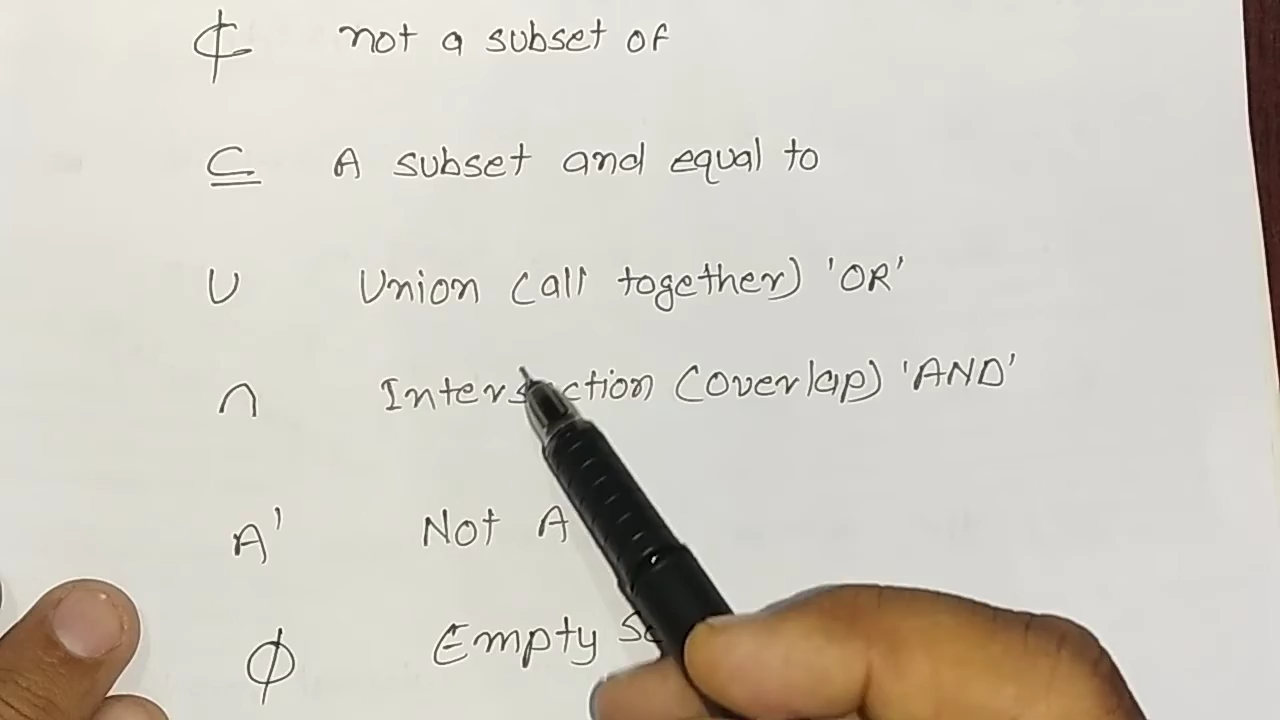 ⊄ not a subset of
⊆ A subset and equal to
∪ Union (all together) 'OR'
∩ Intersection (overlap) 'AND'
A' Not A
φ Empty